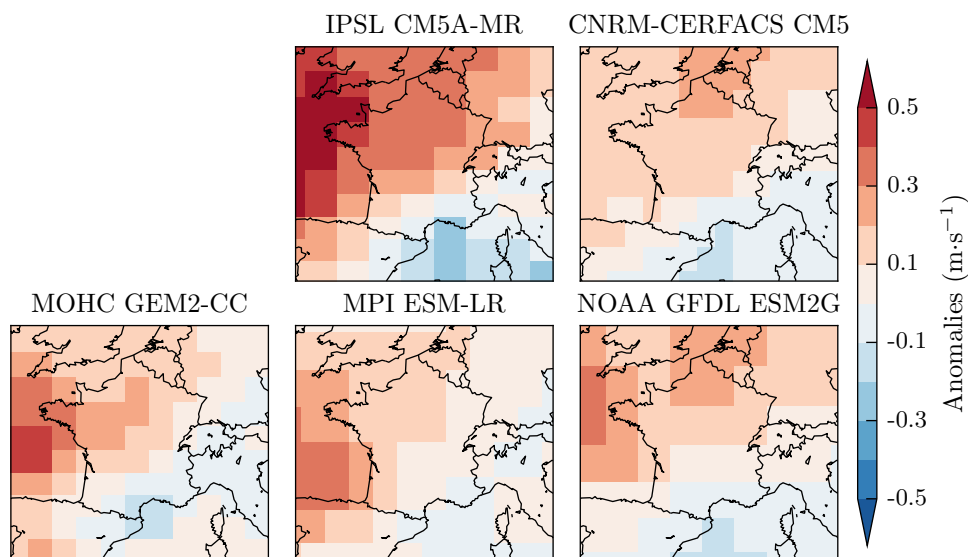 IPSL CM5A-MR
CNRM-CERFACS CM5
MOHC GEM2-CC
MPI ESM-LR
NOAA GFDL ESM2G
0.5
0.3
0.1
-0.1
-0.3
-0.5
Anomalies (m·s⁻¹)